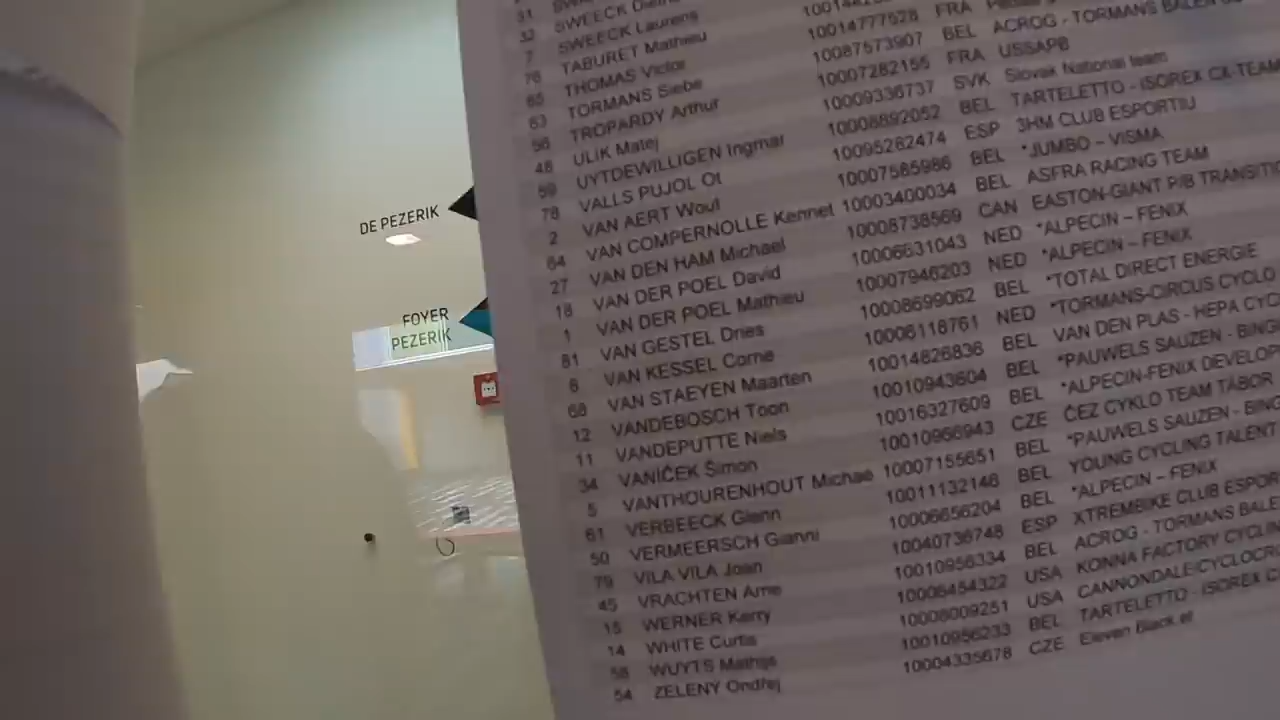 31
32 SWEECK
7 SWEECK Laurens
76 TABURET Mathieu
65 THOMAS Victor 10014777528 FRA
63 TORMANS Siebe 10087573907 BEL ACROG - TORMANS BALEN
56 TROPARDY Arthur 10007282155 FRA USSAPB
48 ULIK Matej 10009336737 SVK Slovak National team
69 UYTDEWILLIGEN Ingmar 10008892052 BEL TARTELETTO - ISOREX CX-TEAM
78 VALLS PUJOL Ot 10095282474 ESP 3HM CLUB ESPORTIU
2 VAN AERT Wout 10007585986 BEL *JUMBO – VISMA
64 VAN COMPERNOLLE Kennet 10003400034 BEL ASFRA RACING TEAM
27 VAN DEN HAM Michael 10008738569 CAN EASTON-GIANT P/B TRANSITIO
18 VAN DER POEL David 10006631043 NED *ALPECIN – FENIX
1 VAN DER POEL Mathieu 10007946203 NED *ALPECIN – FENIX
81 VAN GESTEL Dries 10008699062 BEL *TOTAL DIRECT ENERGIE
6 VAN KESSEL Corne 10006118761 NED *TORMANS-CIRCUS CYCLO
68 VAN STAEYEN Maarten 10014826836 BEL VAN DEN PLAS - HEPA CYC
12 VANDEBOSCH Toon 10010943604 BEL *PAUWELS SAUZEN - BING
11 VANDEPUTTE Niels 10016327609 BEL *ALPECIN-FENIX DEVELOP
34 VANÍČEK Šimon 10010966943 CZE ČEZ CYKLO TEAM TÁBOR
5 VANTHOURENHOUT Michae 10007155651 BEL *PAUWELS SAUZEN - BING
61 VERBEECK Glenn 10011132146 BEL YOUNG CYCLING TALENT
50 VERMEERSCH Gianni 10006656204 BEL *ALPECIN – FENIX
79 VILA VILA Joan 10040736748 ESP XTREMBIKE CLUB ESPOR
45 VRACHTEN Arne 10010956334 BEL ACROG - TORMANS BALE
15 WERNER Kerry 10006454322 USA KONNA FACTORY CYCLIN
14 WHITE Curtis 10008009251 USA CANNONDALE/CYCLOCRO
58 WUYTS Mathijs 10010956233 BEL TARTELETTO - ISOREX C
54 ZELENY Ondřej 10004335678 CZE Eleven
DE PEZERIK
FOYER
PEZERIK